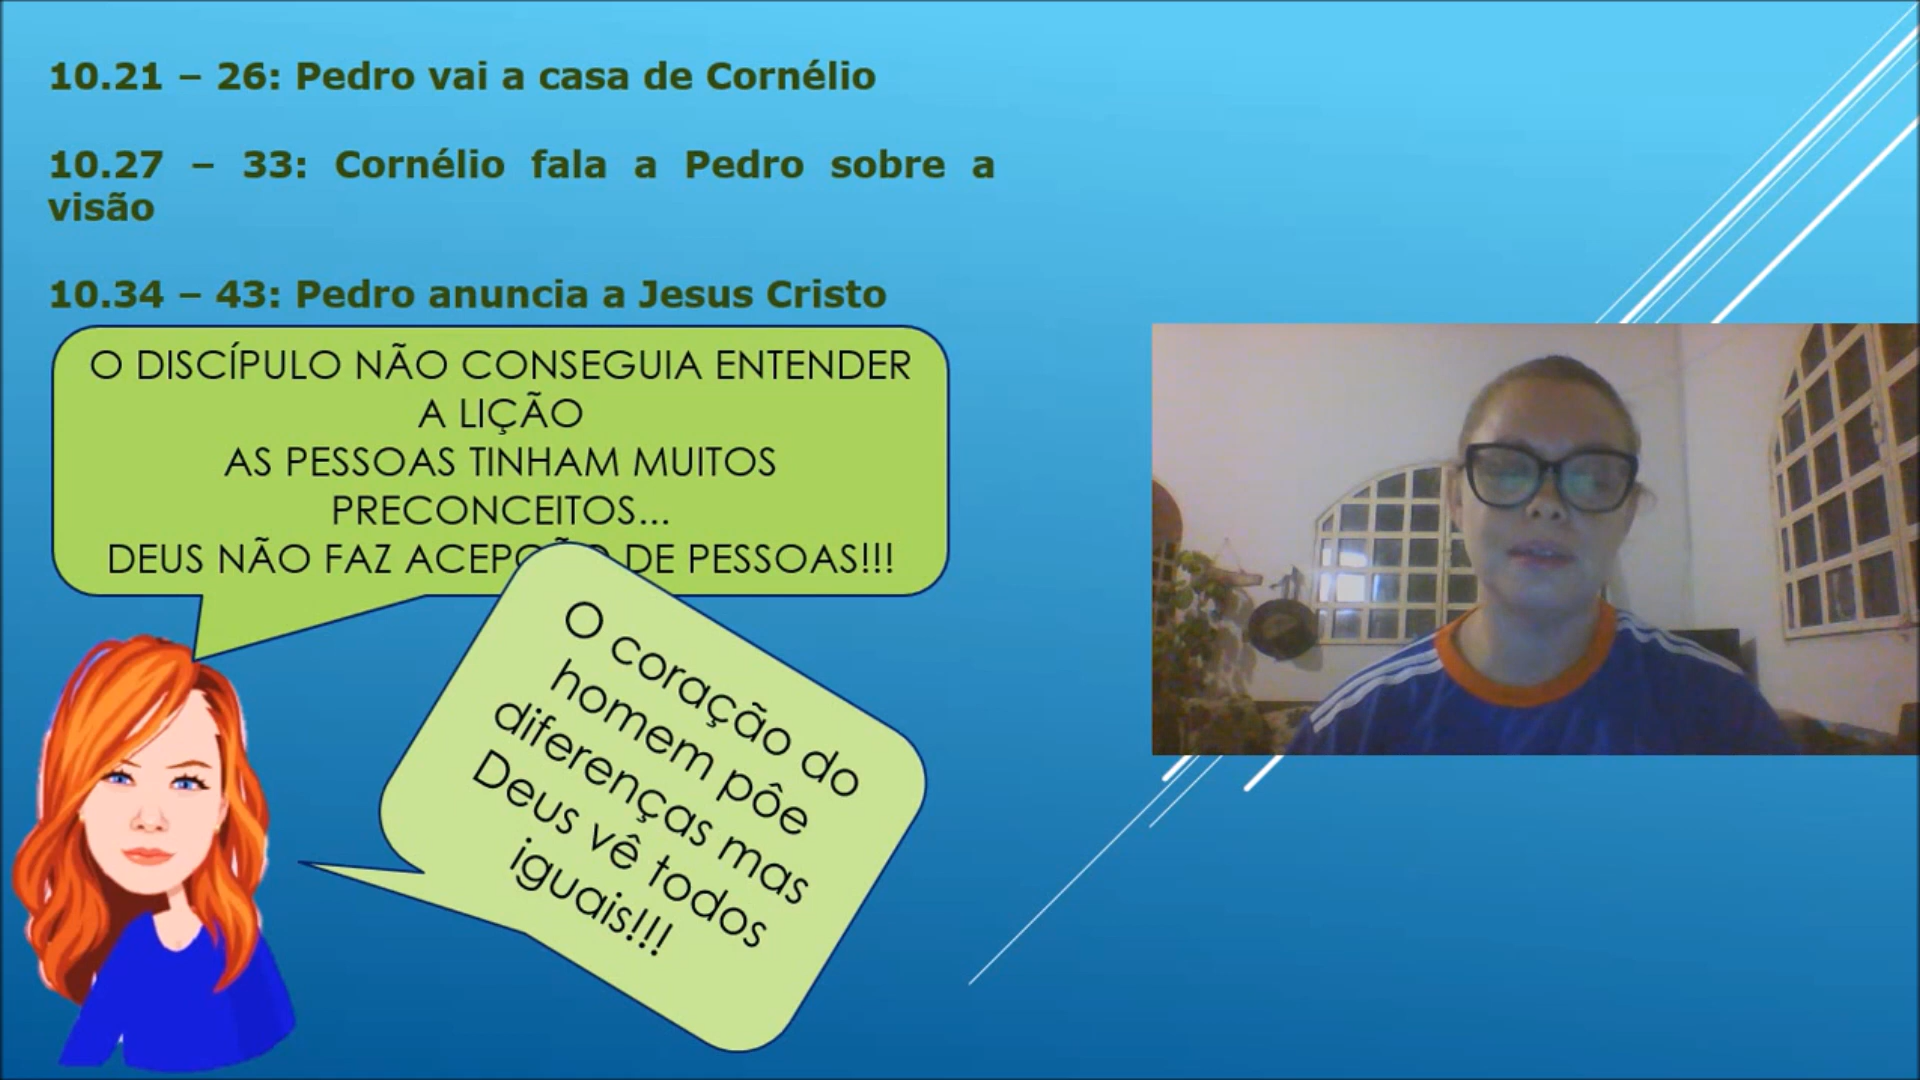 10.21 – 26: Pedro vai a casa de Cornélio
10.27 – 33: Cornélio fala a Pedro sobre a
visão
10.34 – 43: Pedro anuncia a Jesus Cristo
O DISCÍPULO NÃO CONSEGUIA ENTENDER
A LIÇÃO
AS PESSOAS TINHAM MUITOS
PRECONCEITOS...
DEUS NÃO FAZ ACEPÇÃO DE PESSOAS!!!
O coração do
homem pôe
diferenças mas
Deus vê todos
iguais!!!